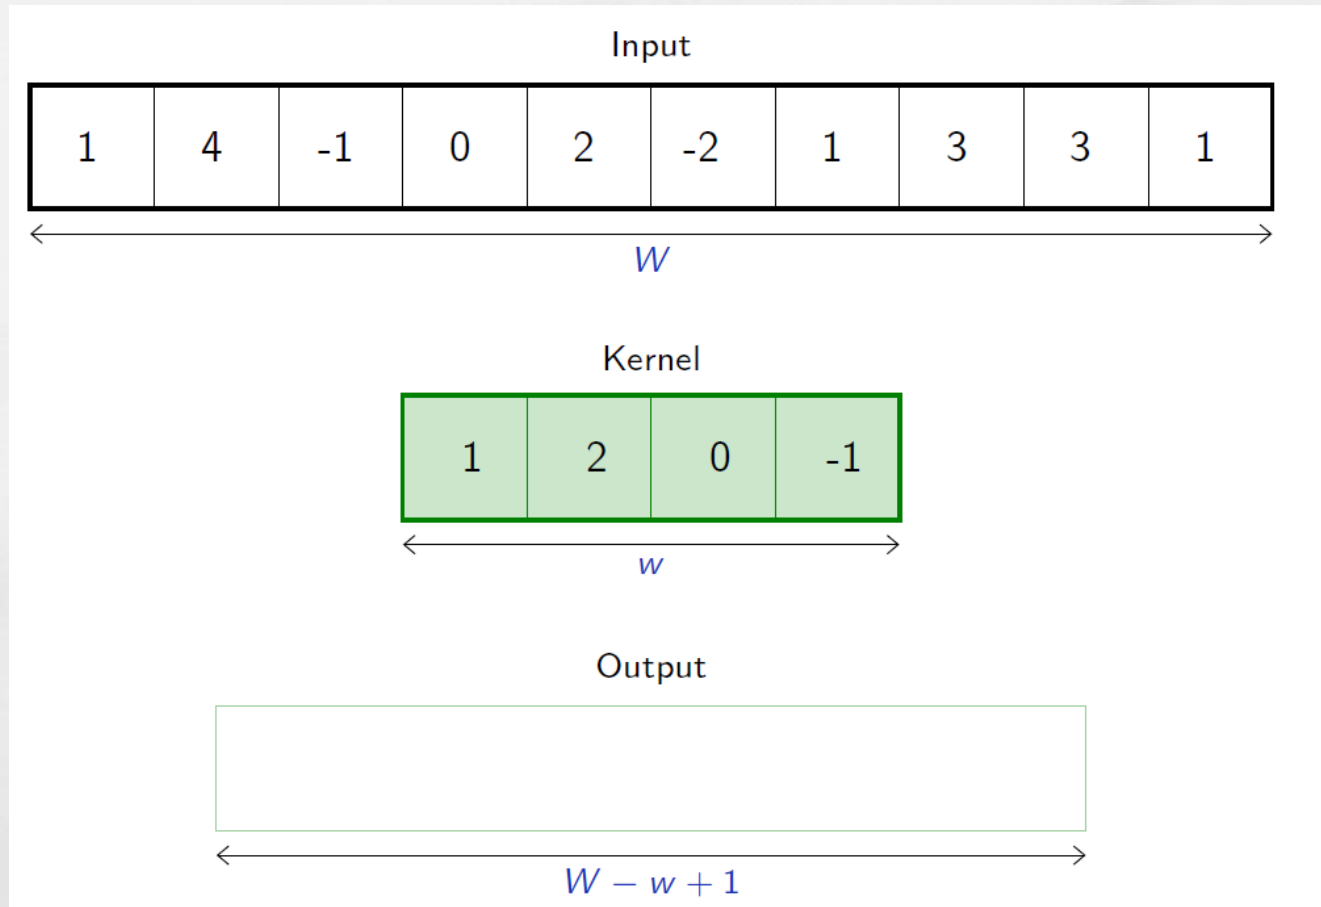 Input
1 4 -1 0 2 -2 1 3 3 1
W
Kernel
1 2 0 -1
w
Output
W − w + 1